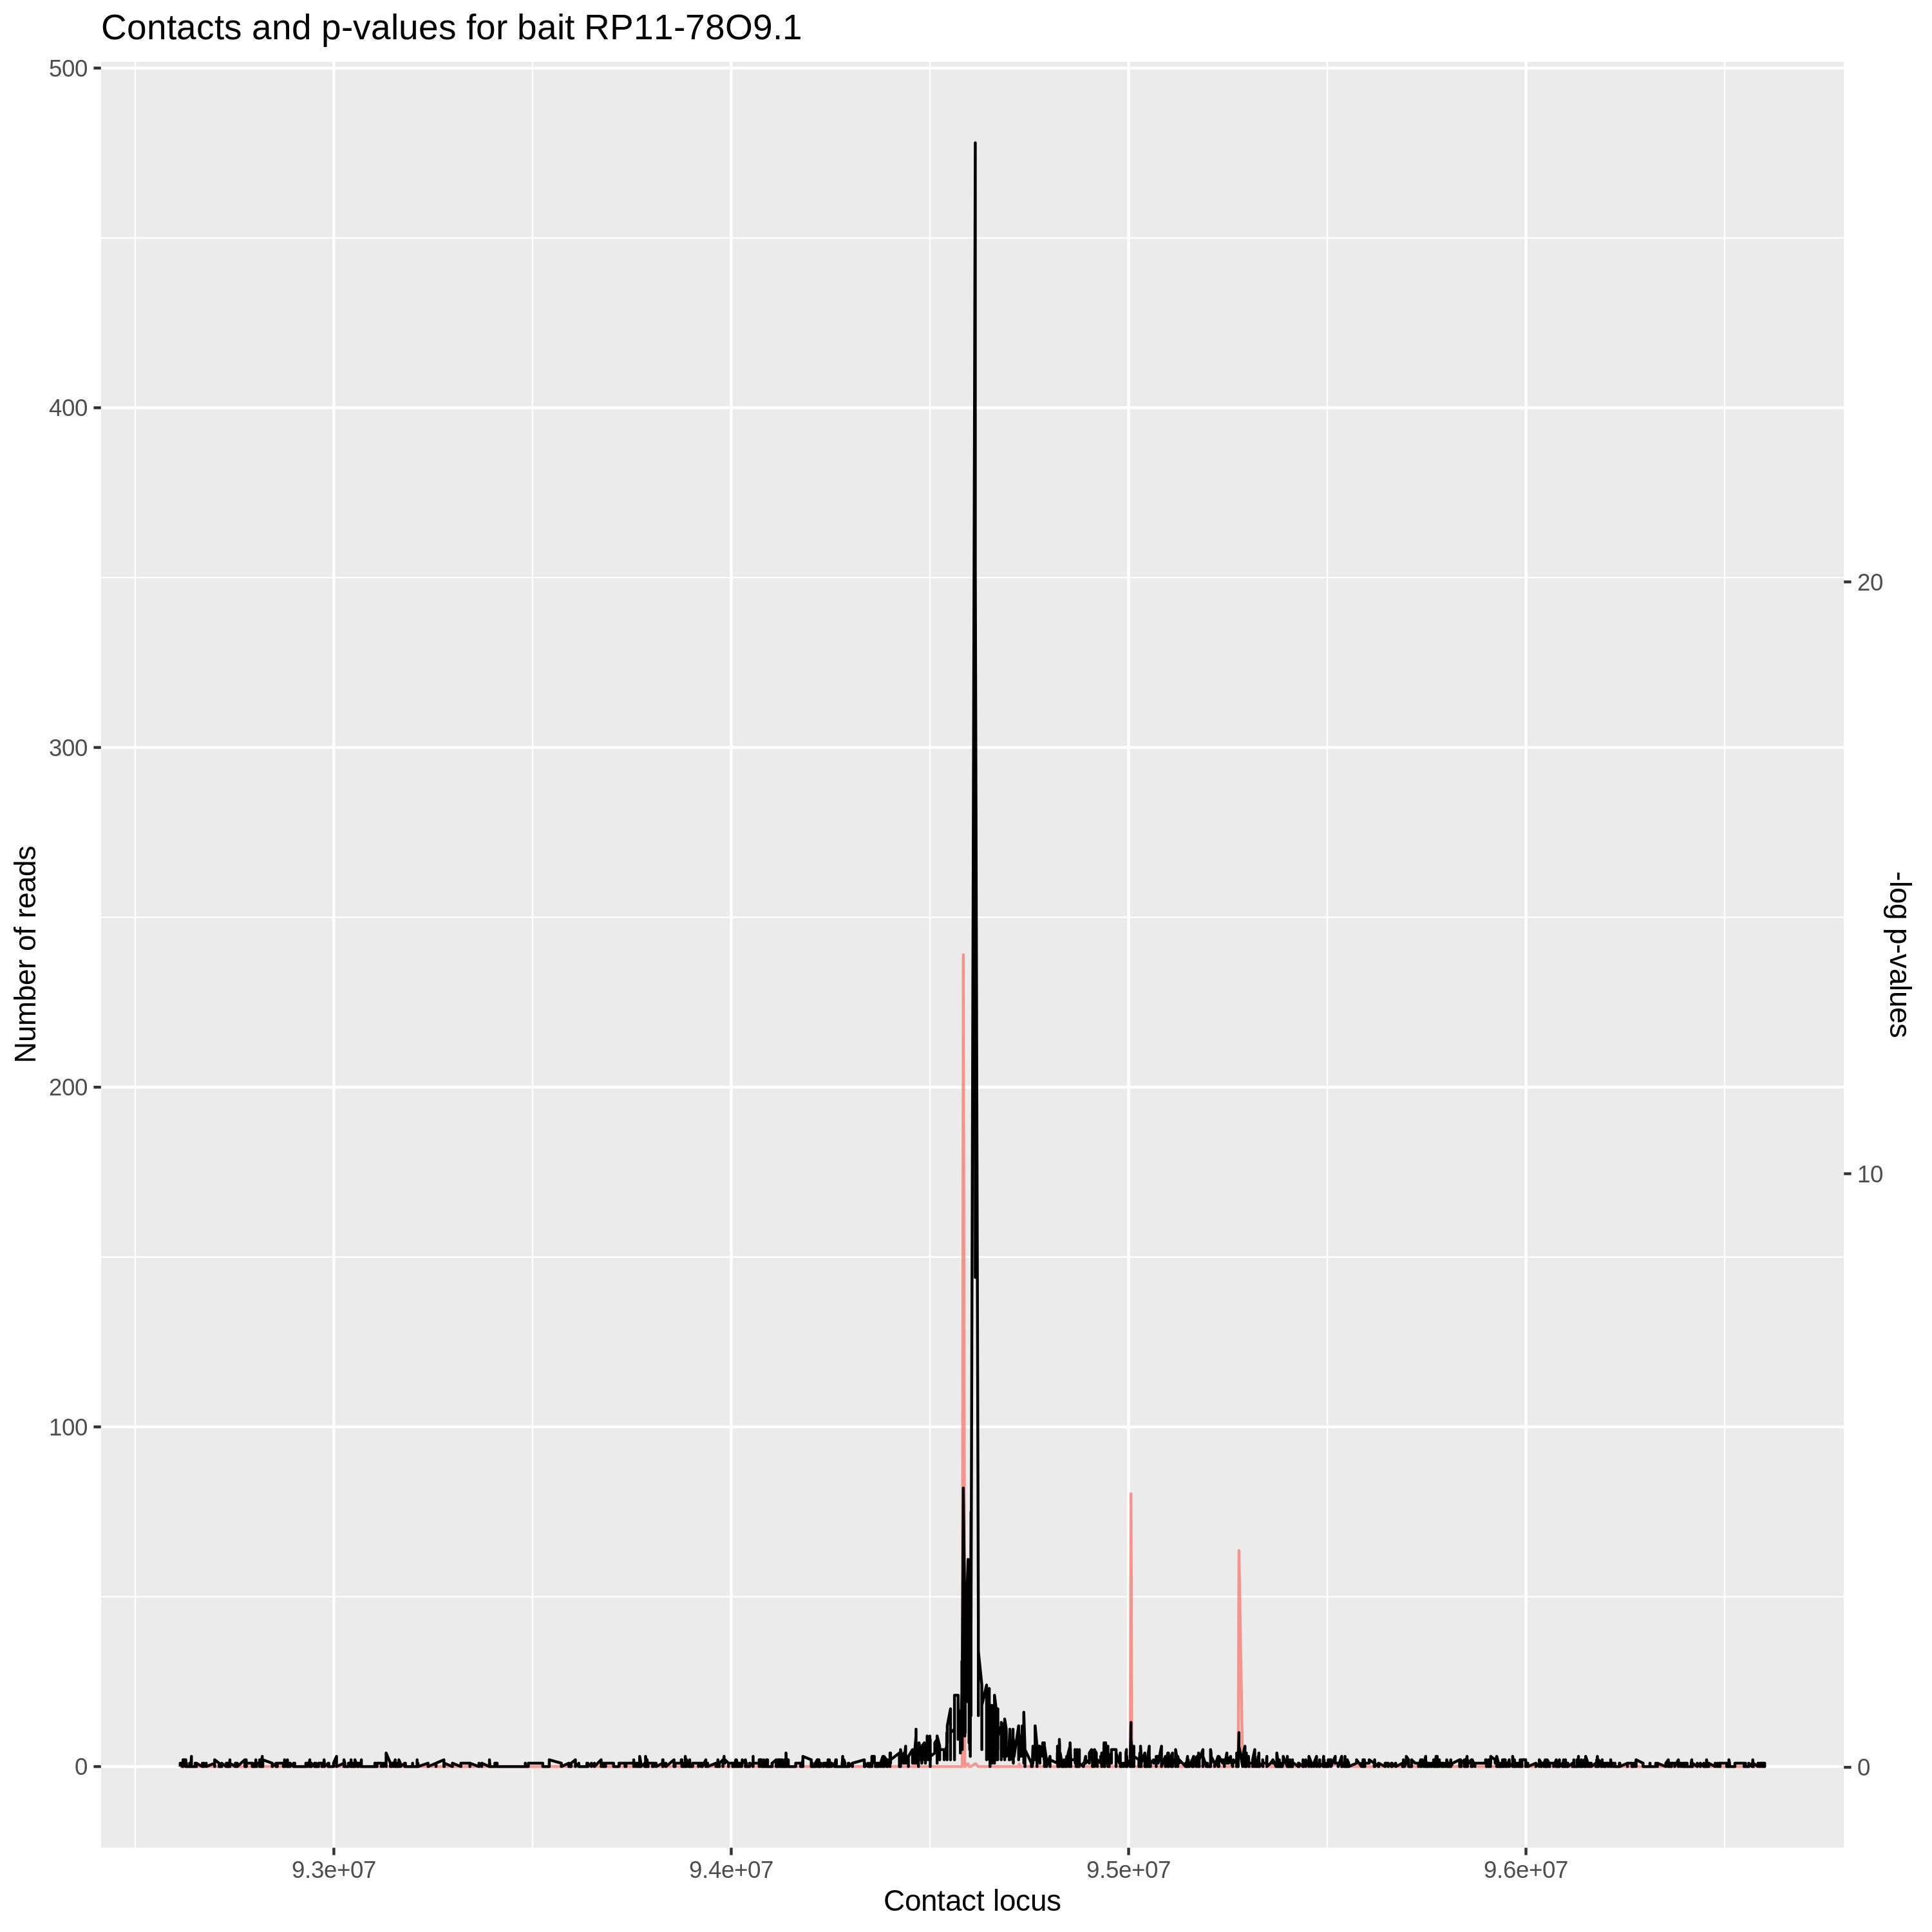 Contacts and p-values for bait RP11-78O9.1
500
400
300
200
100
0
Number of reads
20
10
0
-log p-values
9.3e+07
9.4e+07
9.5e+07
9.6e+07
Contact locus